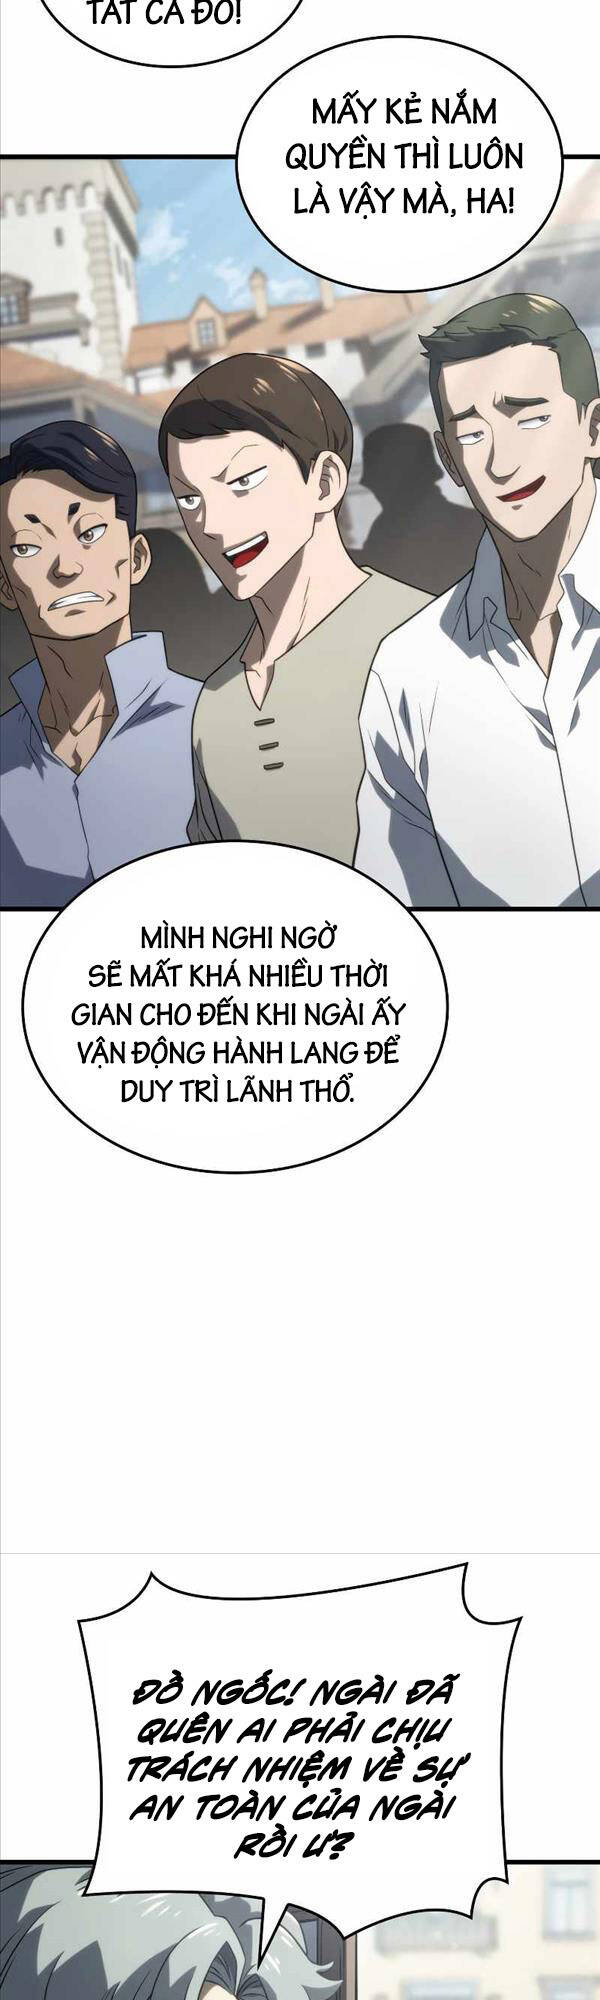 TẤT CẢ ĐÓ!
MẤY KẺ NẮM
QUYỀN THÌ LUÔN
LÀ VẬY MÀ, HA!
MÌNH NGHI NGỜ
SẼ MẤT KHÁ NHIỀU THỜI
GIAN CHO ĐẾN KHI NGÀI ẤY
VẬN ĐỘNG HÀNH LANG ĐỂ
DUY TRÌ LÃNH THỔ.
ĐỒ NGỐC! NGÀI ĐÃ
QUÊN AI PHẢI CHỊU
TRÁCH NHIỆM VỀ SỰ
AN TOÀN CỦA NGÀI
RỒI Ư?